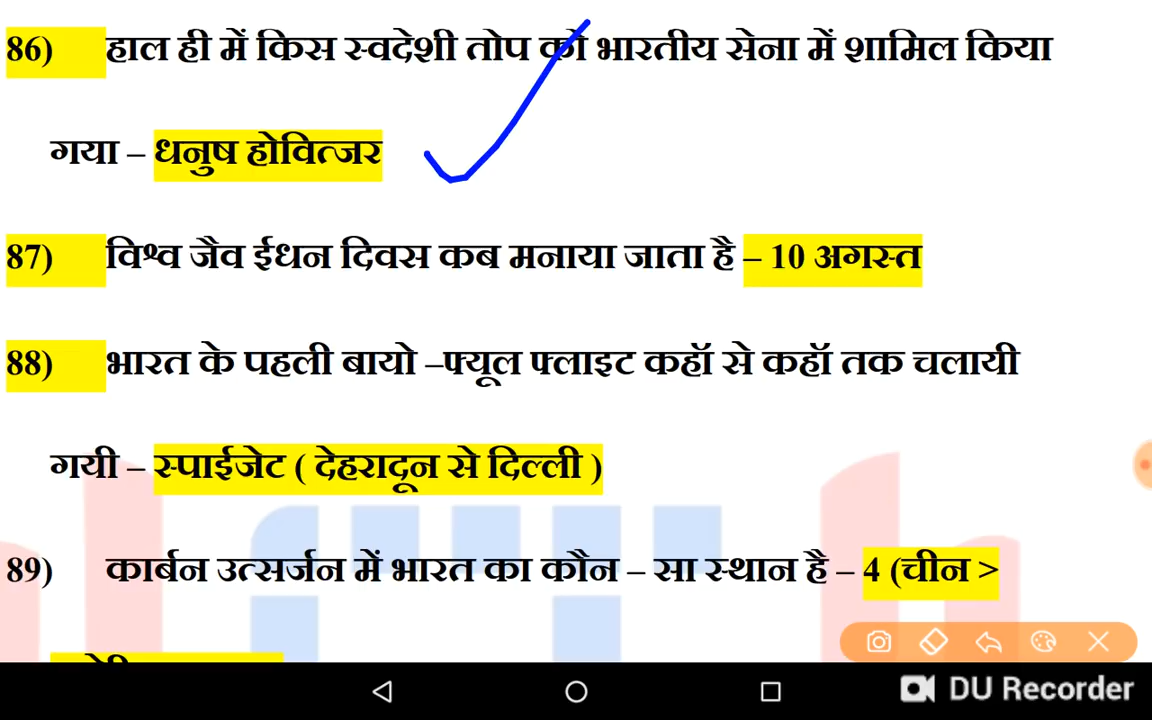 86) हाल ही में किस स्वदेशी तोप को भारतीय सेना में शामिल किया
गया – धनुष होवित्जर
87) विश्व जैव ईधन दिवस कब मनाया जाता है – 10 अगस्त
88) भारत के पहली बायो –फ्यूल फ्लाइट कहॉ से कहॉ तक चलायी
गयी – स्पाईजेट ( देहरादून से दिल्ली )
89) कार्बन उत्सर्जन में भारत का कौन – सा स्थान है – 4 (चीन >
DU Recorder